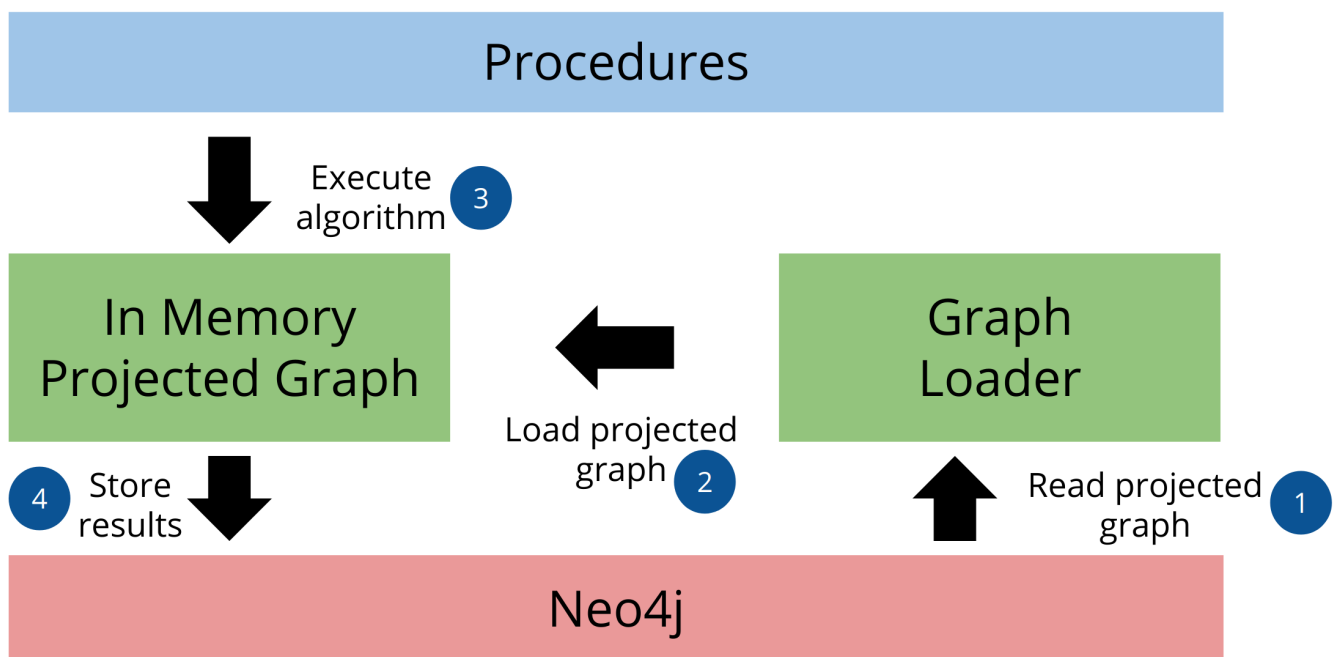 Procedures
Execute
algorithm
3
In Memory
Projected Graph
Graph
Loader
Load projected
graph
2
4
Store
results
Read projected
graph
1
Neo4j